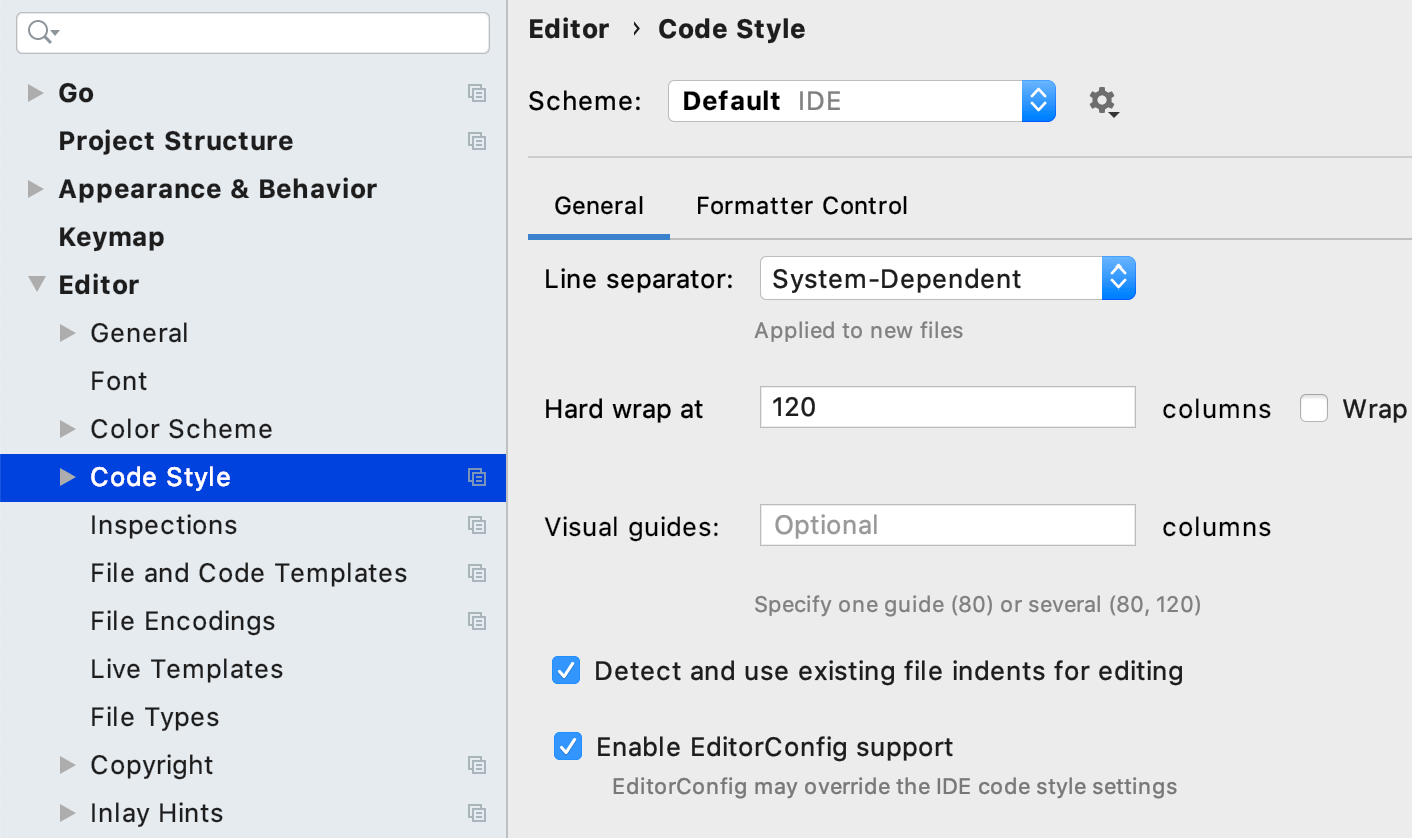 Go
Project Structure
Appearance & Behavior
Keymap
Editor
General
Font
Color Scheme
Code Style
Inspections
File and Code Templates
File Encodings
Live Templates
File Types
Copyright
Inlay Hints
Editor › Code Style
Scheme: Default IDE
General Formatter Control
Line separator: System-Dependent
Applied to new files
Hard wrap at 120 columns Wrap
Visual guides: Optional columns
Specify one guide (80) or several (80, 120)
Detect and use existing file indents for editing
Enable EditorConfig support
EditorConfig may override the IDE code style settings